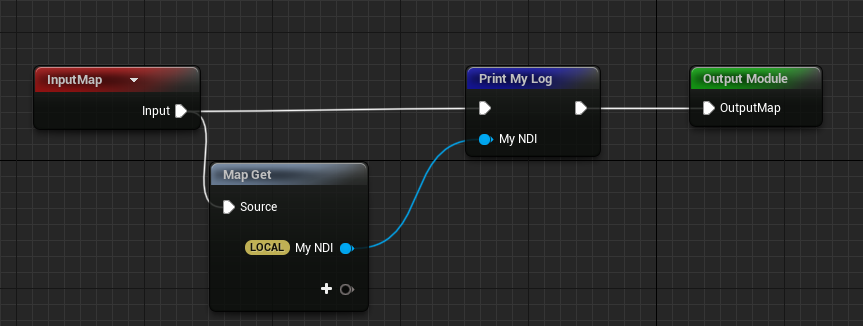 InputMap
Input
Print My Log
My NDI
Output Module
OutputMap
Map Get
Source
LOCAL My NDI